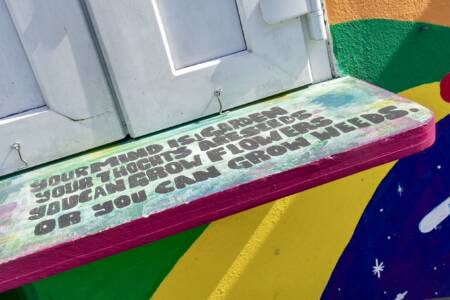 YOUR MIND IS GARDEN
YOUR THOUGHTS ARE SEEDS
YOU CAN GROW FLOWERS
OR YOU CAN GROW WEEDS.